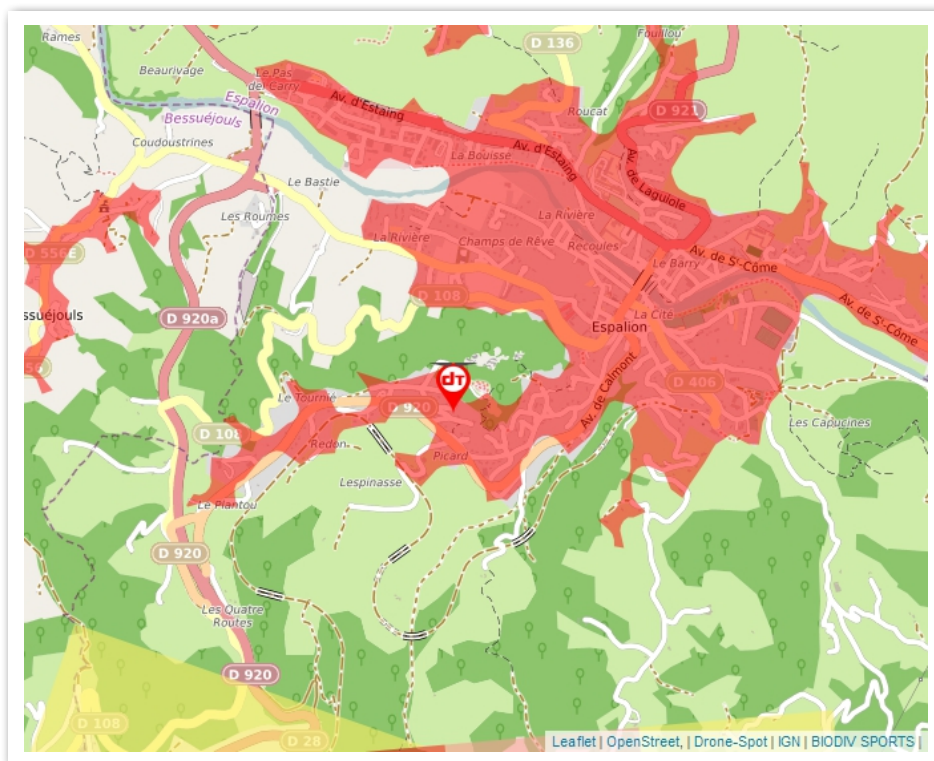 Rames
D 136
Fouillou
Beaurivage
Le Pas
de Carry
Espalion
Bessuéjouls
Av. d'Estaing
Roucat
D 921
Coudoustrines
La Bouisse
Av. d'Estaing
Av. de Laguiole
Le Bastie
Les Roumes
La Rivière
La Rivière
Champs de Rêve
Recoules
D 556E
Le Barry
Av. de St-Côme
D 108
ssuéjouls
D 920a
La Cité
Av. de St-Côme
Espalion
DT
Av. de Calmont
D 406
Le Tournié
D 920
D 108
Redon
Les Capucines
Picard
Lespinasse
Le Plantou
D 920
Les Quatre
Routes
D 920
D 108
D 28
Leaflet | OpenStreet, | Drone-Spot | IGN | BIODIV SPORTS |